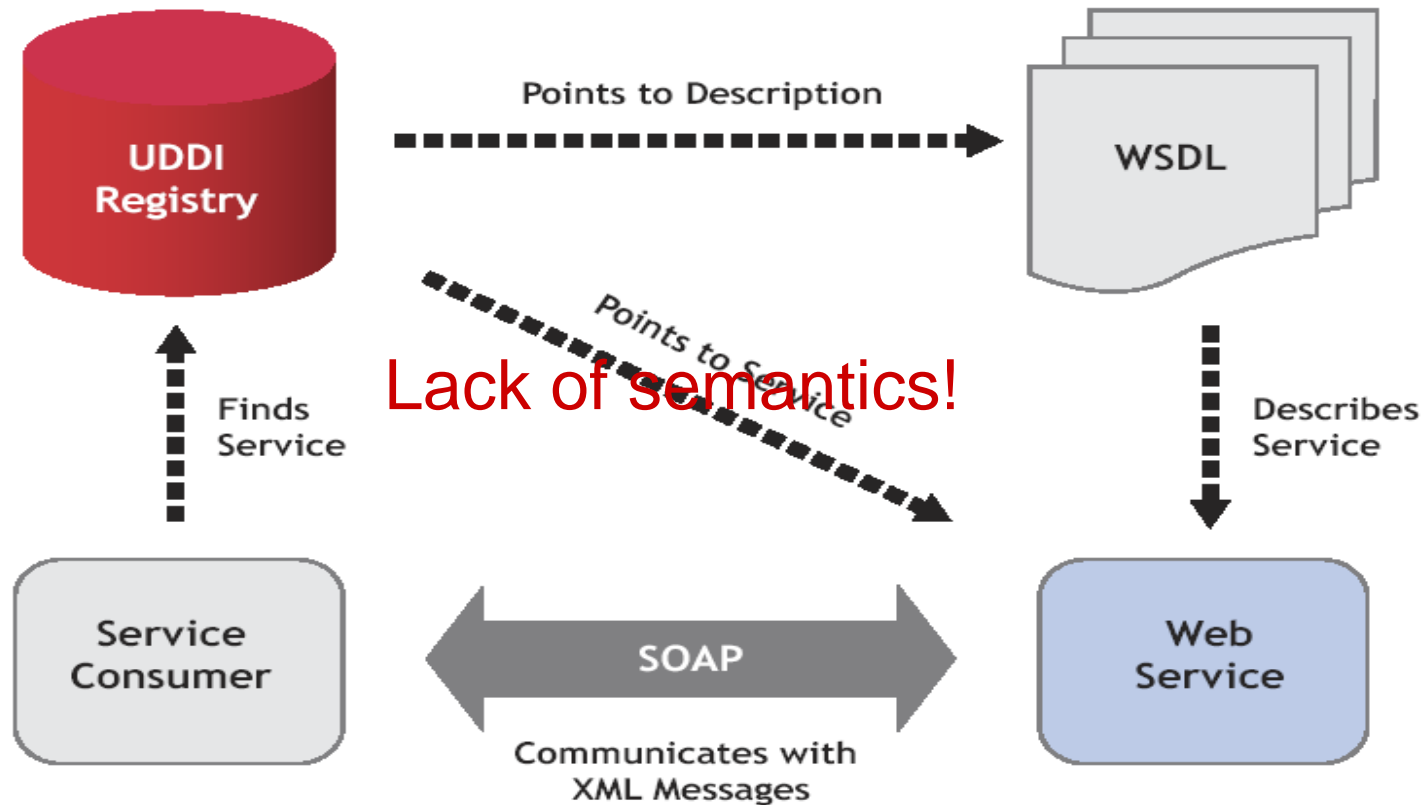 Points to Description
UDDI
Registry
WSDL
Points to Service
Lack of semantics!
Finds
Service
Describes
Service
Service
Consumer
SOAP
Web
Service
Communicates with
XML Messages